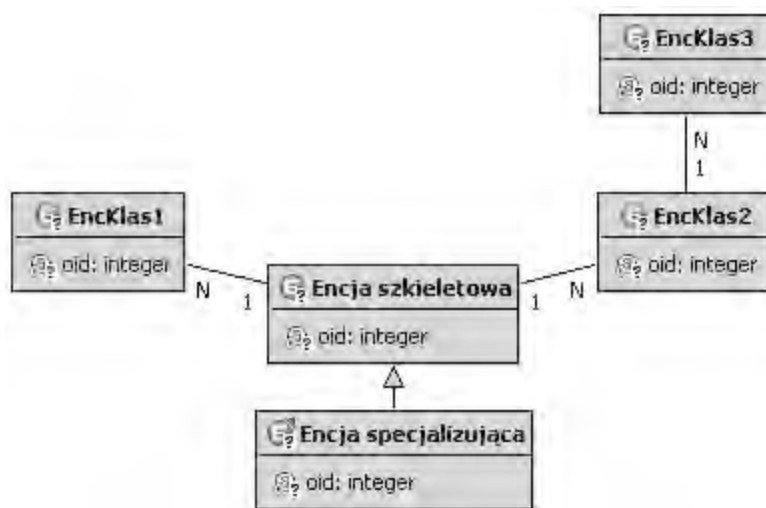 EncKlas3
oid: integer
N
1
EncKlas1
oid: integer
EncKlas2
oid: integer
N
1
Encja szkieletowa
oid: integer
1
N
Encja specjalizująca
oid: integer